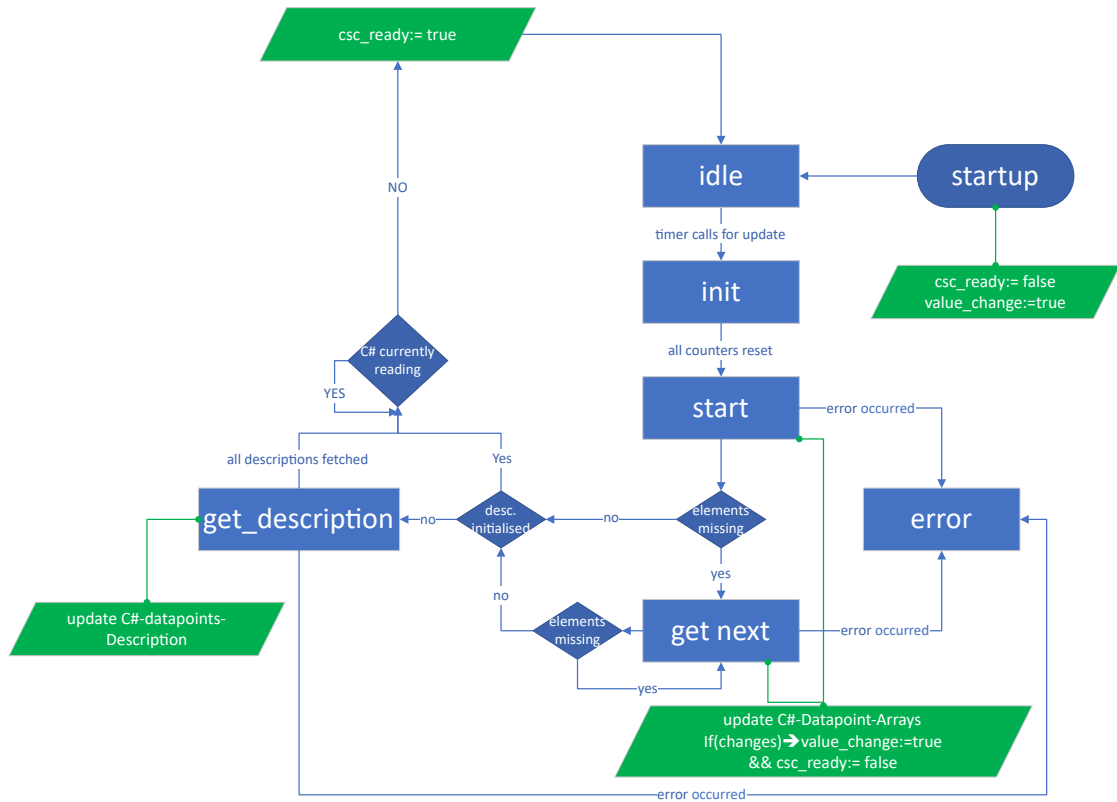 csc_ready:= true
idle
startup
NO
timer calls for update
csc_ready:= false
value_change:=true
init
C# currently
reading
all counters reset
YES
start
error occurred
all descriptions fetched
Yes
get_description
no
desc.
initialised
no
elements
missing
error
yes
no
update C#-datapoints-
Description
elements
missing
get next
error occurred
yes
update C#-Datapoint-Arrays
If(changes)➔value_change:=true
&& csc_ready:= false
error occurred